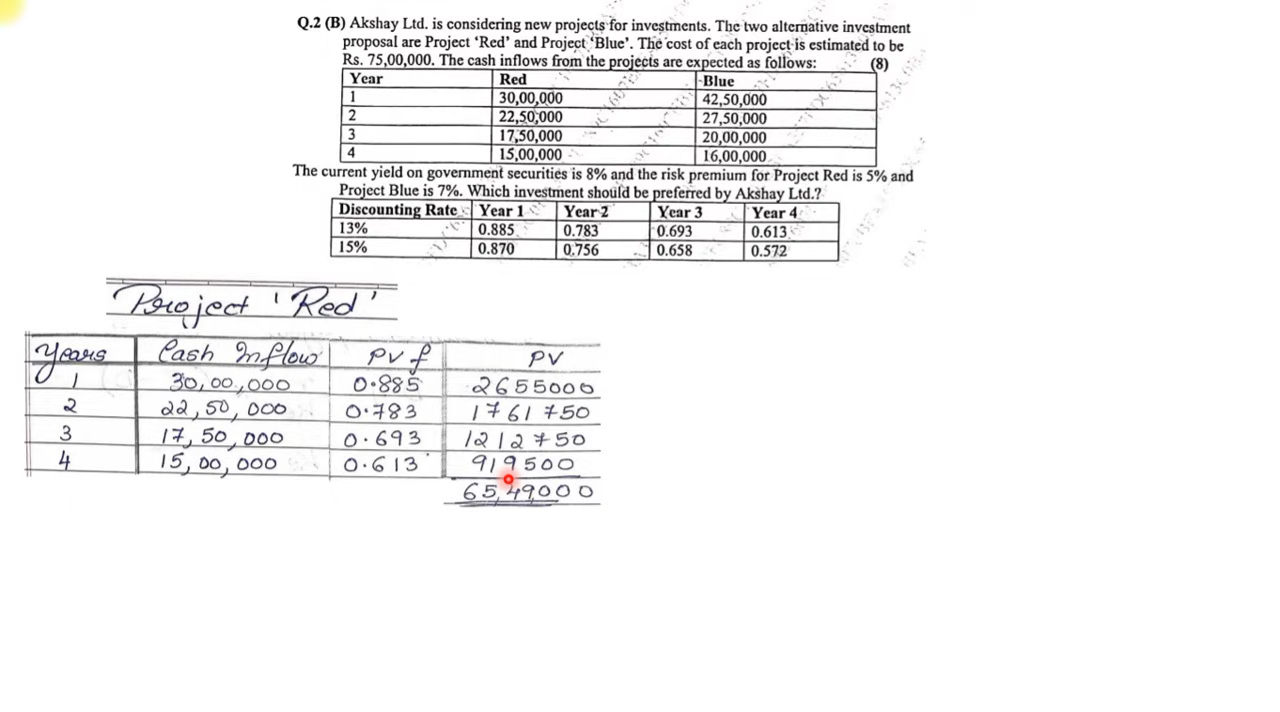 Q.2 (B) Akshay Ltd. is considering new projects for investments. The two alternative investment
proposal are Project ‘Red’ and Project ‘Blue’. The cost of each project is estimated to be
Rs. 75,00,000. The cash inflows from the projects are expected as follows: (8)
Year Red Blue
1 30,00,000 42,50,000
2 22,50,000 27,50,000
3 17,50,000 20,00,000
4 15,00,000 16,00,000
The current yield on government securities is 8% and the risk premium for Project Red is 5% and
Project Blue is 7%. Which investment should be preferred by Akshay Ltd.?
Discounting Rate Year 1 Year 2 Year 3 Year 4
13% 0.885 0.783 0.693 0.613
15% 0.870 0.756 0.658 0.572
Project 'Red'
Years Cash Inflow PV f PV
1 30,00,000 0.885 2655000
2 22,50,000 0.783 1761750
3 17,50,000 0.693 1212750
4 15,00,000 0.613 919500
65,49000